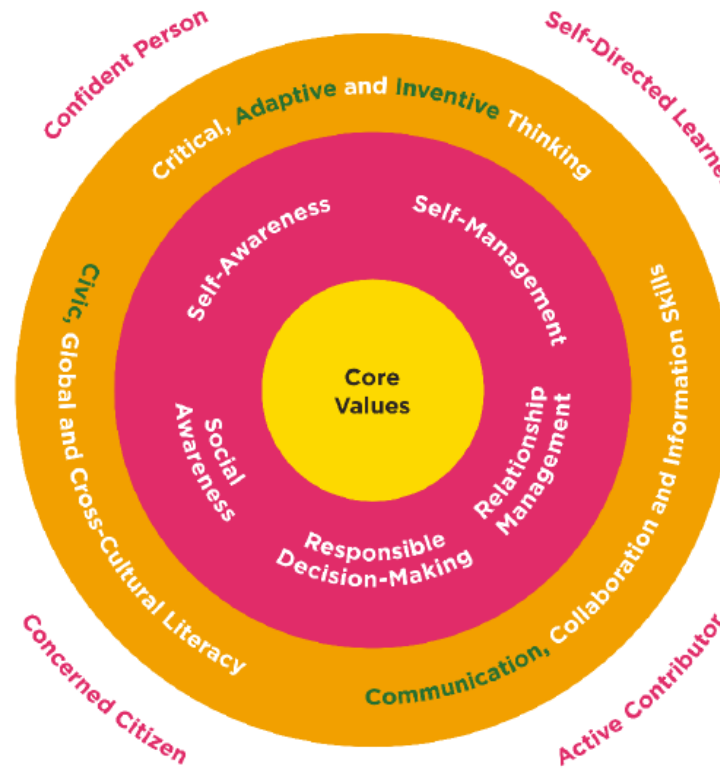 Confident Person
Self-Directed Learner
Critical, Adaptive and Inventive Thinking
Self-Awareness
Self-Management
Civic, Global and Cross-Cultural Literacy
Core
Values
Social
Awareness
Relationship
Management
Responsible
Decision-Making
Communication, Collaboration and Information Skills
Concerned Citizen
Active Contributor